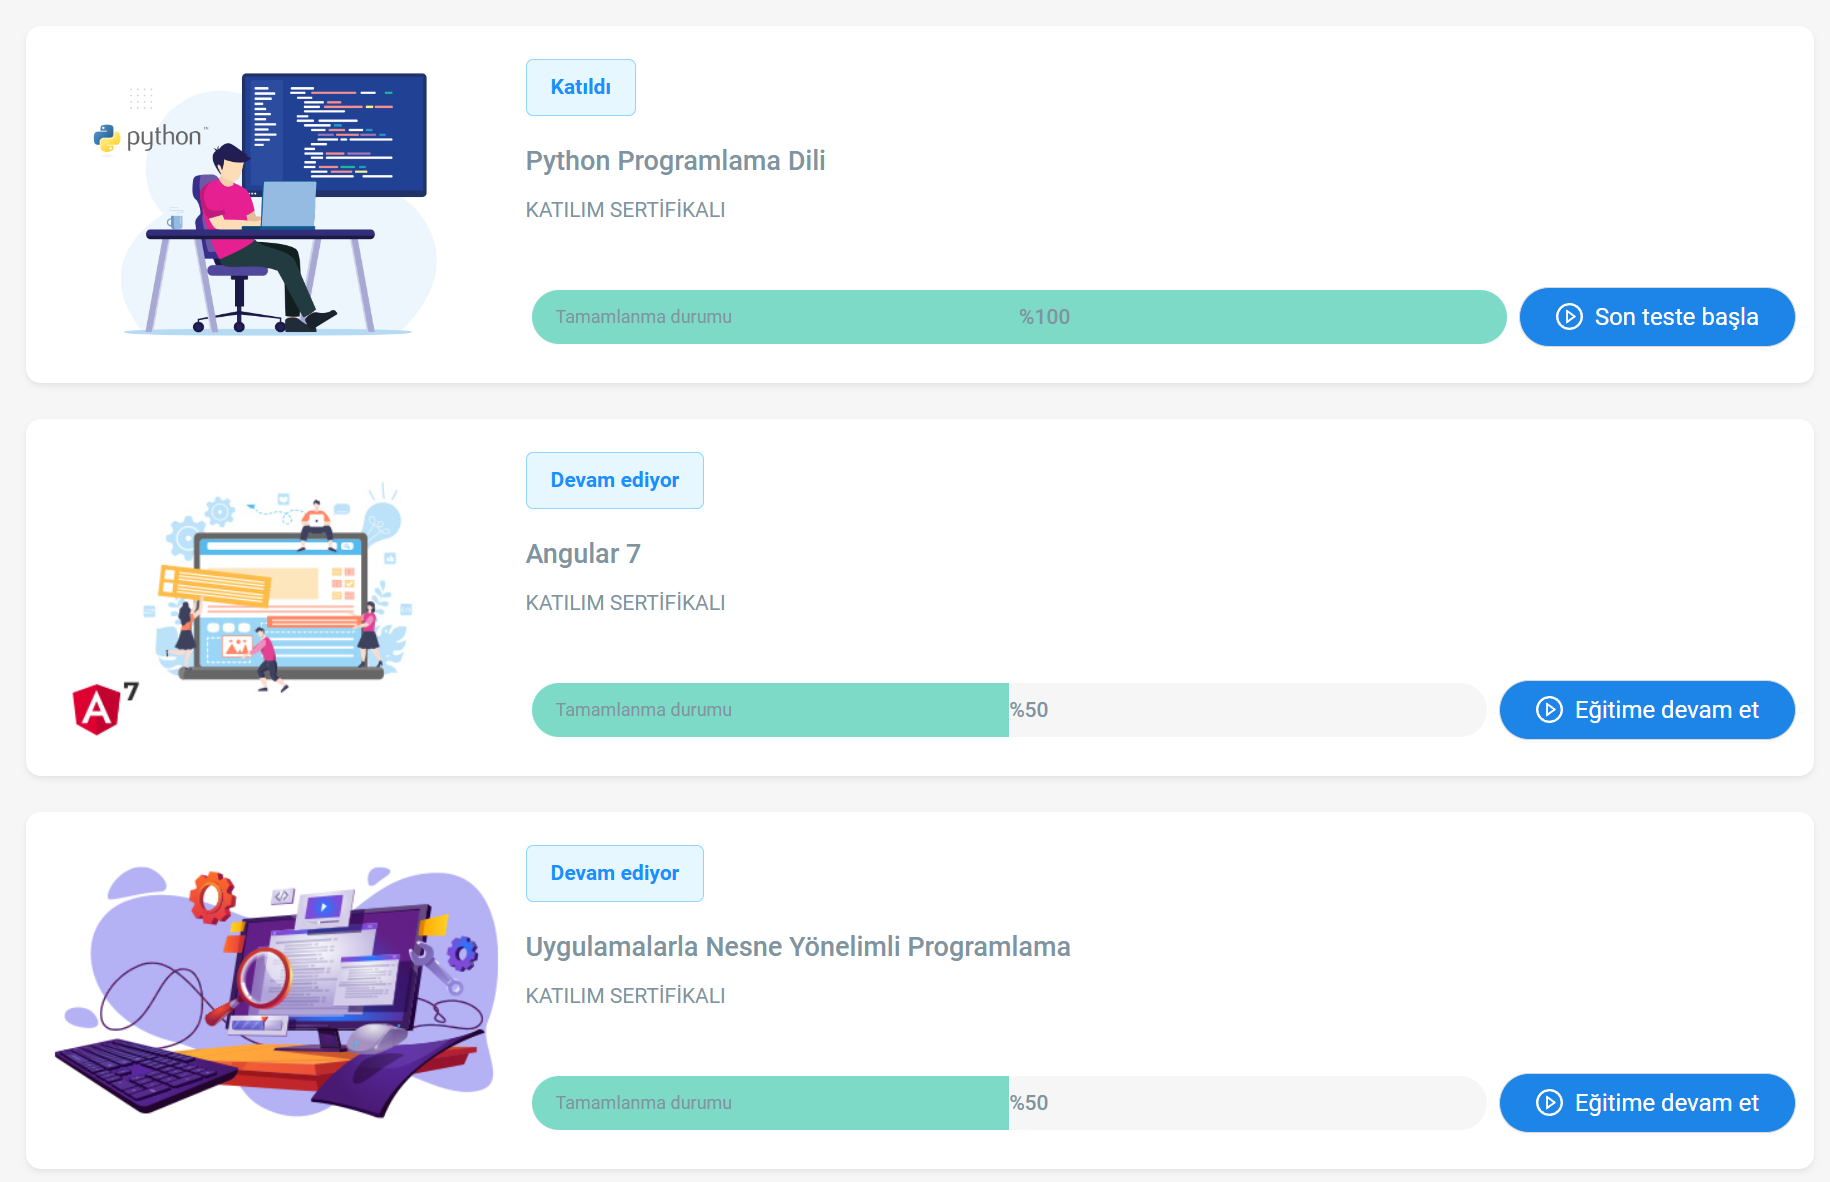 python™
Katıldı
Python Programlama Dili
KATILIM SERTİFİKALI
Tamamlanma durumu %100 Son teste başla
Devam ediyor
Angular 7
KATILIM SERTİFİKALI
A 7
Tamamlanma durumu %50 Eğitime devam et
Devam ediyor
Uygulamalarla Nesne Yönelimli Programlama
KATILIM SERTİFİKALI
Tamamlanma durumu %50 Eğitime devam et